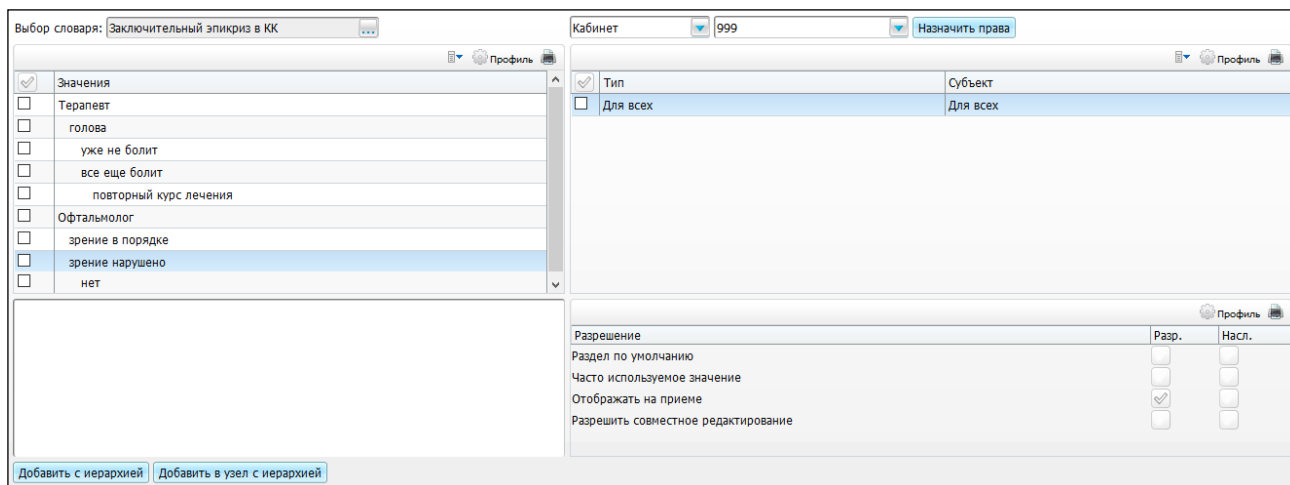 Выбор словаря: Заключительный эпикриз в КК ... Кабинет 999 Назначить права
Профиль Профиль
Значения Тип Субъект
Терапевт Для всех Для всех
голова
уже не болит
все еще болит
повторный курс лечения
Офтальмолог
зрение в порядке
зрение нарушено
нет
Профиль
Разрешение Разр. Насл.
Раздел по умолчанию
Часто используемое значение
Отображать на приеме
Разрешить совместное редактирование
Добавить с иерархией Добавить в узел с иерархией